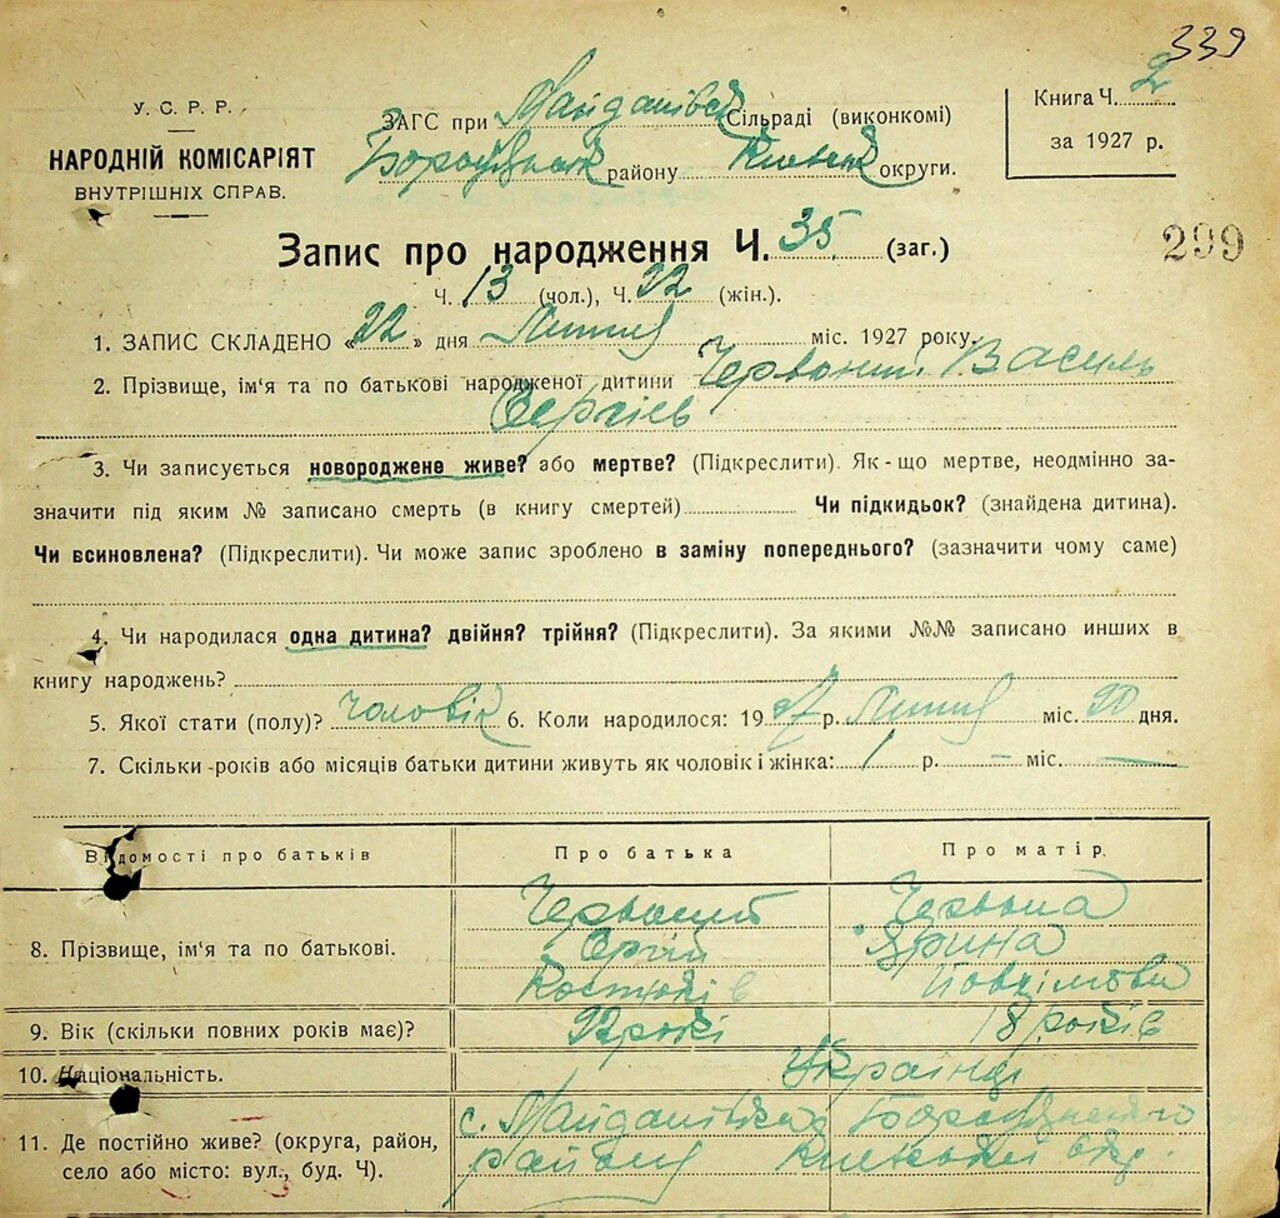 339
У. С. Р. Р.
НАРОДНІЙ КОМІСАРІЯТ
ВНУТРІШНІХ СПРАВ.
ЗАГС при Майданівській Сільраді (виконкомі)
району Київськ округи.
Книга Ч. 2
за 1927 р.
299
Запис про народження Ч. 35 (заг.)
Ч. 13 (чол.), Ч. 22 (жін.).
1. ЗАПИС СКЛАДЕНО «22» дня Липня міс. 1927 року.
2. Прізвище, ім'я та по батькові народженої дитини Червоний Василь
Сергієв
3. Чи записується новороджене живе? або мертве? (Підкреслити). Як-що мертве, неодмінно за-
значити під яким № записано смерть (в книгу смертей) Чи підкидьок? (знайдена дитина).
Чи всиновлена? (Підкреслити). Чи може запис зроблено в заміну попереднього? (зазначити чому саме)
4. Чи народилася одна дитина? двійня? трійня? (Підкреслити). За якими №№ записано инших в
книгу народжень?
5. Якої стати (полу)? чоловік 6. Коли народилося: 1927 р. Липня міс. 20 дня.
7. Скільки років або місяців батьки дитини живуть як чоловік і жінка: 1 р. – міс. —
Відомості про батьків Про батька Про матір.
8. Прізвище, ім'я та по батькові. Червоний Червона
Сргій Ярина
9. Вік (скільки повних років має)? 22 років 18 років
10. Національність. Українці
11. Де постійно живе? (округа, район, с. Майданівка
село або місто: вул., буд. Ч). району Київської окр.